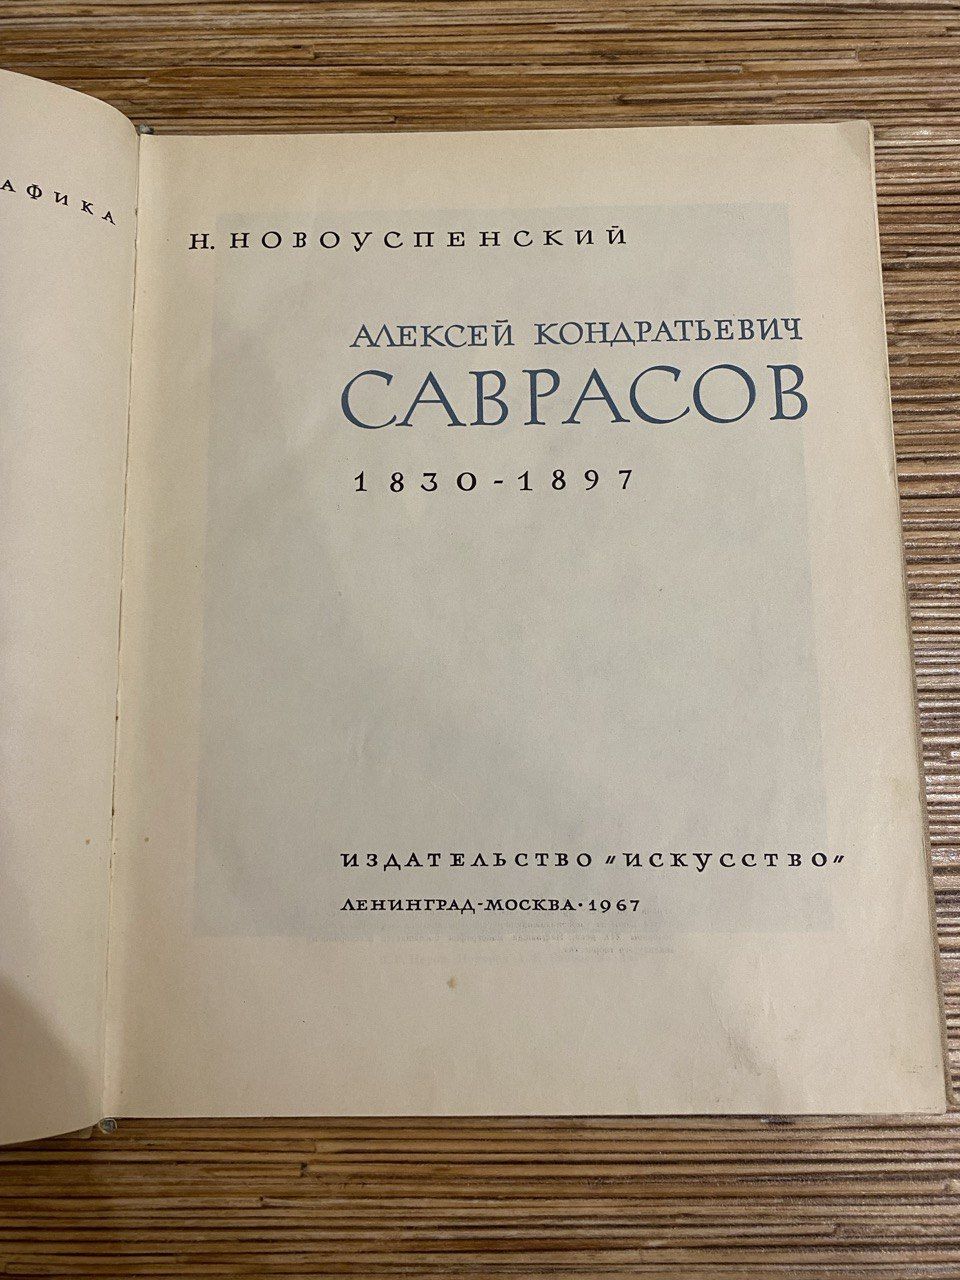 АФИКА
Н. НОВОУСПЕНСКИЙ
АЛЕКСЕЙ КОНДРАТЬЕВИЧ
САВРАСОВ
1830-1897
ИЗДАТЕЛЬСТВО "ИСКУССТВО"
ЛЕНИНГРАД-МОСКВА·1967